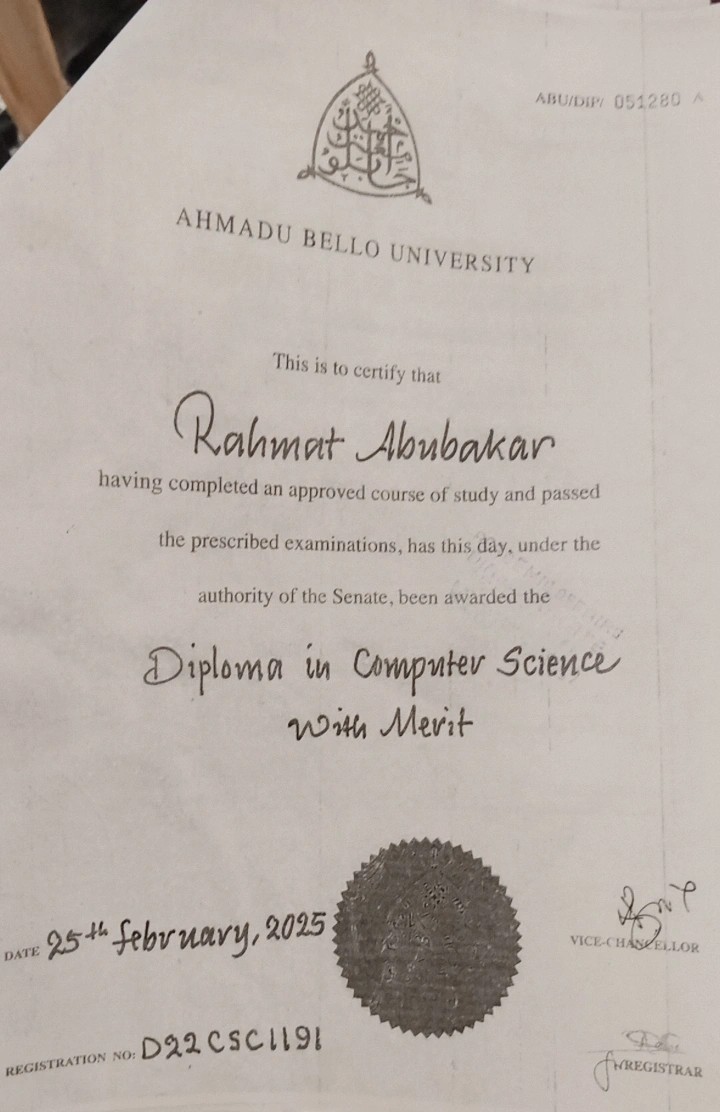 ABU/DIP/ 051280 A
AHMADU BELLO UNIVERSITY
This is to certify that
Rahmat Abubakar
having completed an approved course of study and passed
the prescribed examinations, has this day, under the
authority of the Senate, been awarded the
Diploma in Computer Science
With Merit
DATE 25th february, 2025
VICE-CHANCELLOR
REGISTRATION NO: D22CSC1191
REGISTRAR